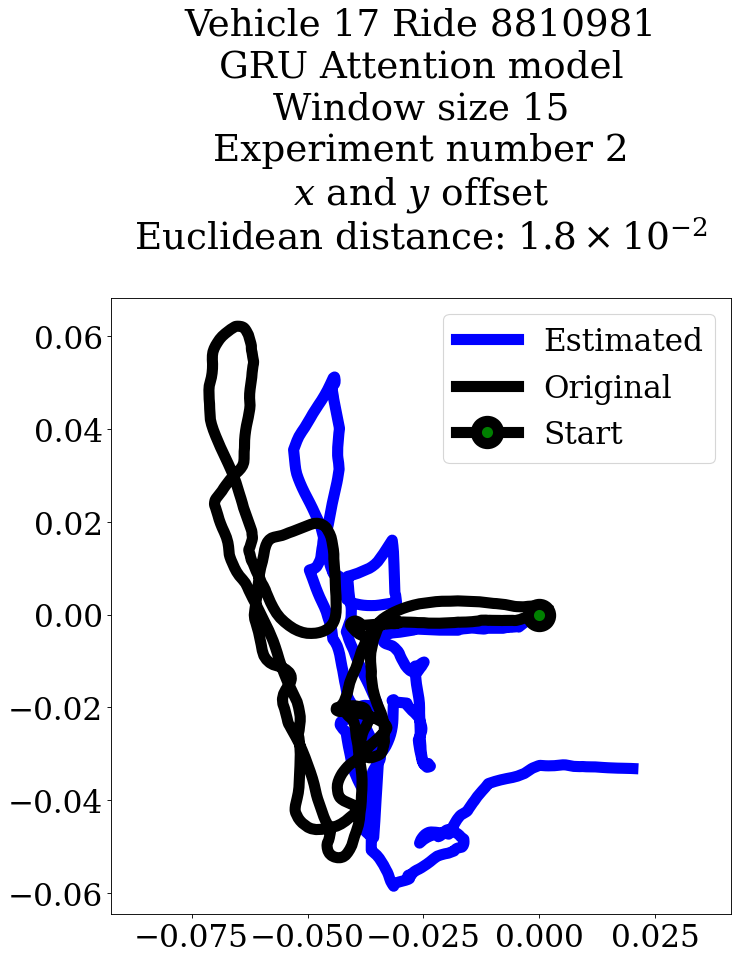 Vehicle 17 Ride 8810981
GRU Attention model
Window size 15
Experiment number 2
x and y offset
Euclidean distance: 1.8 × 10⁻²
Estimated
Original
Start
0.06
0.04
0.02
0.00
−0.02
−0.04
−0.06
−0.075 −0.050 −0.025 0.000 0.025